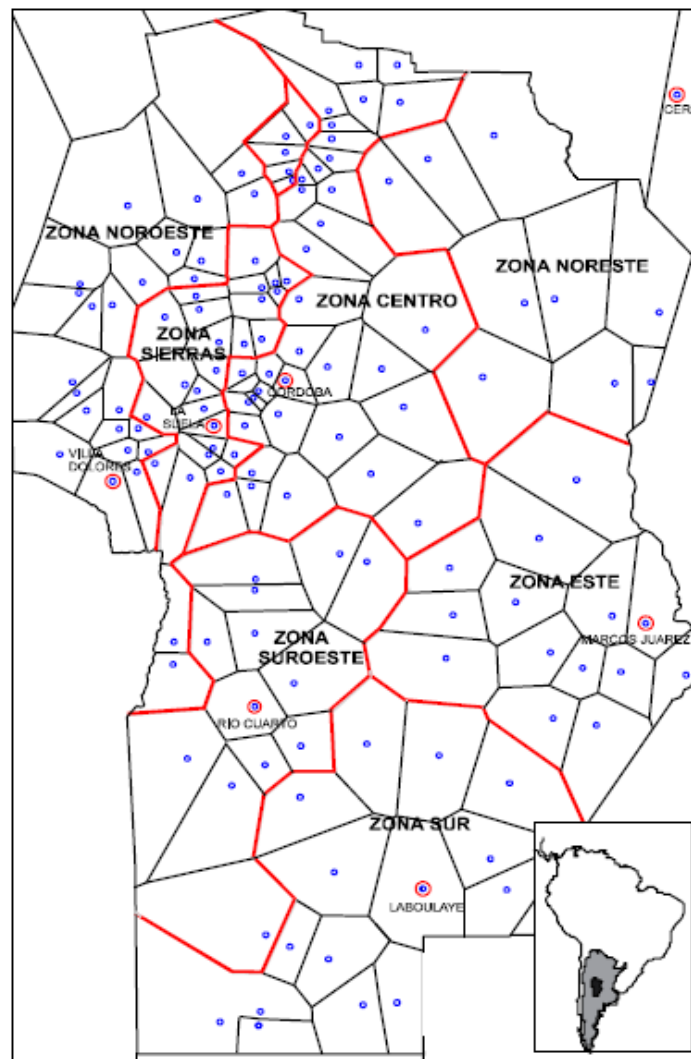 CER
ZONA NOROESTE
ZONA NORESTE
ZONA CENTRO
ZONA
SIERRAS
CORDOBA
LA
SUELA
VILLA
DOLORES
ZONA ESTE
MARCOS JUAREZ
ZONA
SUROESTE
RIO CUARTO
ZONA SUR
LABOULAYE